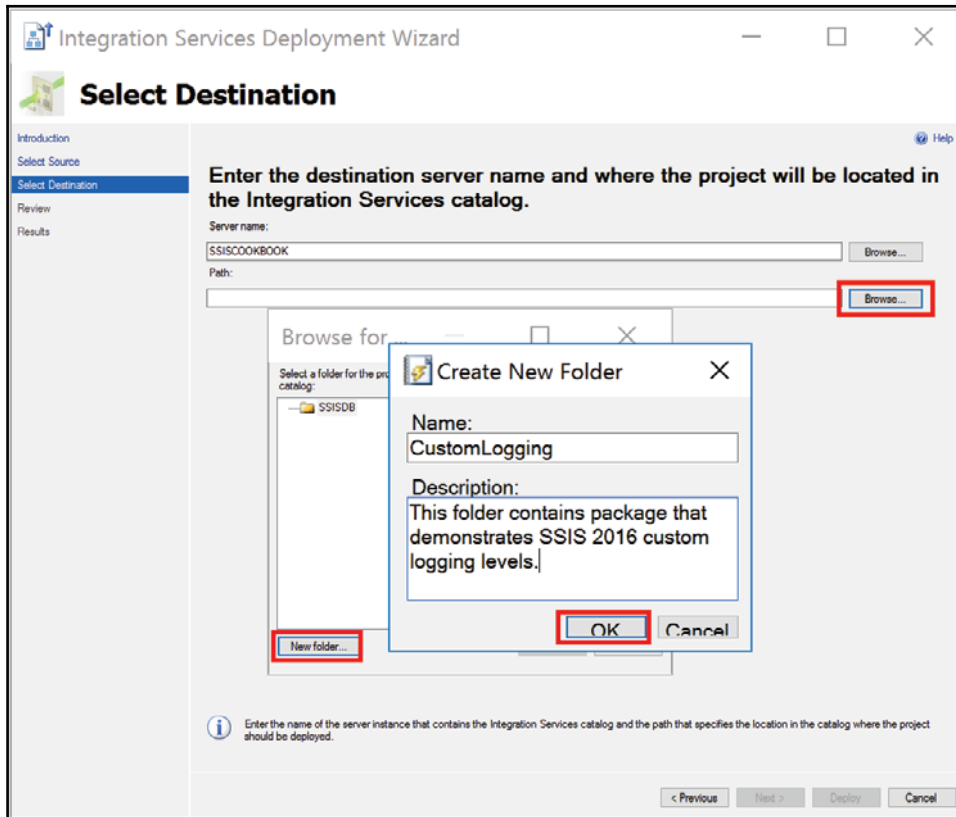 Integration Services Deployment Wizard
Select Destination
Introduction
Select Source
Select Destination
Review
Results
Help
Enter the destination server name and where the project will be located in
the Integration Services catalog.
Server name:
SSISCOOKBOOK
Browse...
Path:
Browse...
Browse for ...
Select a folder for the
catalog:
SSISDB
New folder...
Create New Folder
Name:
CustomLogging
Description:
This folder contains package that
demonstrates SSIS 2016 custom
logging levels.
OK
Cancel
Enter the name of the server instance that contains the Integration Services catalog and the path that specifies the location in the catalog where the project
should be deployed.
< Previous
Next >
Deploy
Cancel